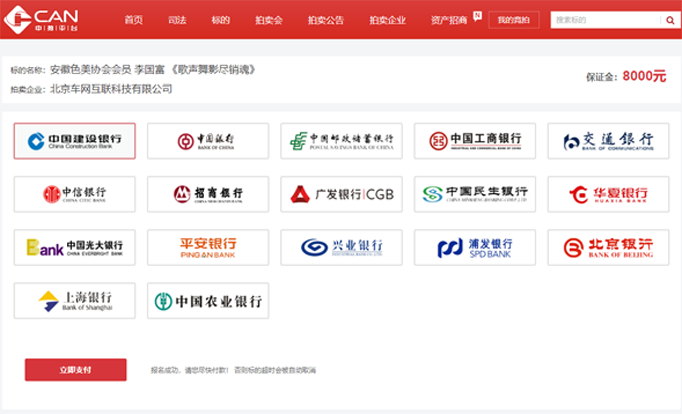 CAN
中拍平台
首页 司法 标的 拍卖会 拍卖公告 拍卖企业 资产招商 N 我的竞拍 搜索标的
标的名称：安徽色美协会会员 李国富 《歌声舞影尽销魂》
保证金：8000元
拍卖企业：北京车网互联科技有限公司
中国建设银行
China Construction Bank
中国银行
BANK OF CHINA
中国邮政储蓄银行
POSTAL SAVINGS BANK OF CHINA
中国工商银行
INDUSTRIAL AND COMMERCIAL BANK OF CHINA
交通银行
BANK OF COMMUNICATIONS
中信银行
CHINA CITIC BANK
招商银行
CHINA MERCHANTS BANK
广发银行|CGB
中国民生银行
CHINA MINSHENG BANKING CORP.,LTD.
华夏银行
HUAXIA BANK
Bank 中国光大银行
CHINA EVERBRIGHT BANK
平安银行
PING AN BANK
兴业银行
INDUSTRIAL BANK CO.,LTD.
浦发银行
SPD BANK
北京银行
BANK OF BEIJING
上海银行
Bank of Shanghai
中国农业银行
立即支付
报名成功，请您尽快付款！ 否则标的超时会被自动取消